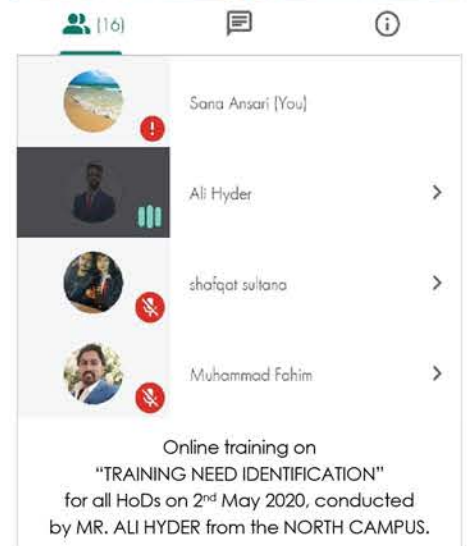 (16)
Sana Ansari (You)
Ali Hyder
shafqat sultana
Muhammad Fahim
Online training on
“TRAINING NEED IDENTIFICATION”
for all HoDs on 2nd May 2020, conducted
by MR. ALI HYDER from the NORTH CAMPUS.